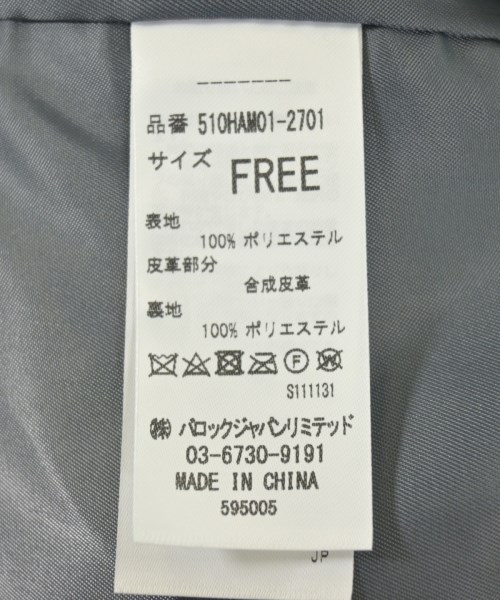 -------
品番 510HAM01-2701
サイズ FREE
表地
100% ポリエステル
皮革部分
合成皮革
裏地
100% ポリエステル
F W
S111131
㈱ バロックジャパンリミテッド
03-6730-9191
MADE IN CHINA
595005
JP